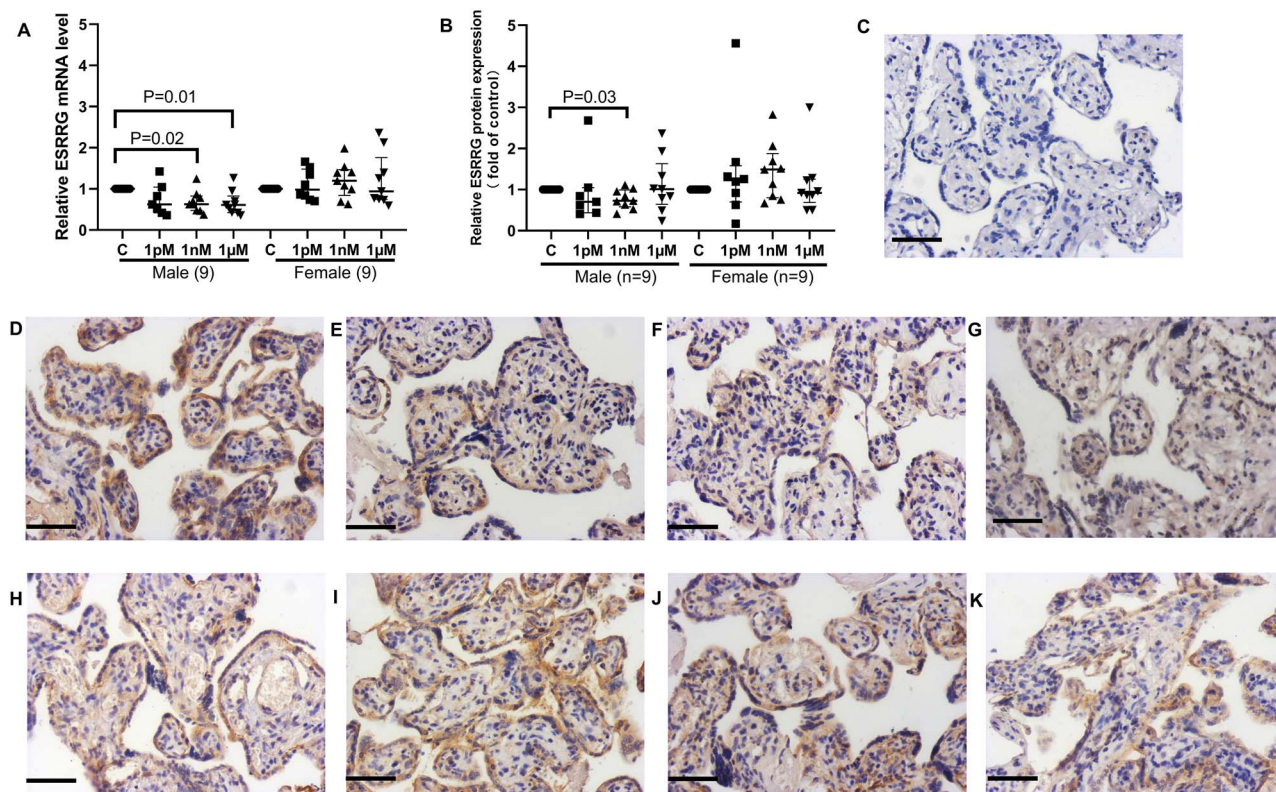 A
Relative ESRRG mRNA level
5
4
3
2
1
0
P=0.01
P=0.02
C 1pM 1nM 1µM C 1pM 1nM 1µM
Male (9) Female (9)
B
Relative ESRRG protein expression
(fold of control)
5
4
3
2
1
0
P=0.03
C 1pM 1nM 1µM C 1pM 1nM 1µM
Male (n=9) Female (n=9)
C
D E F G
H I J K